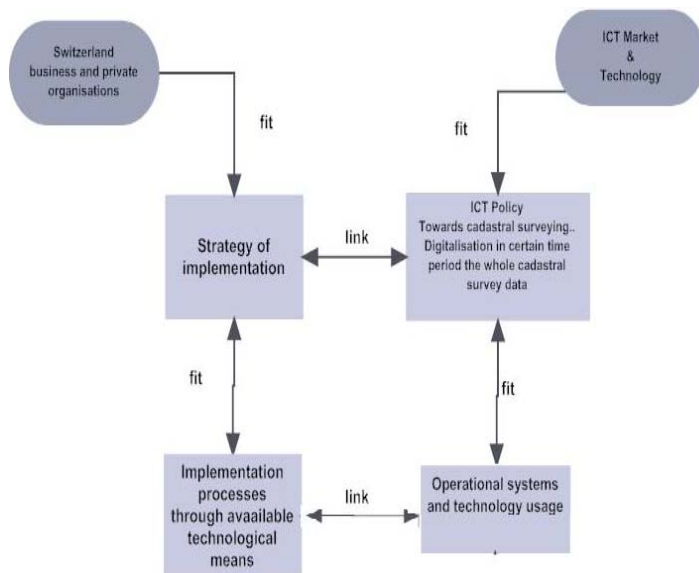 Switzerland
business and private
organisations
ICT Market
&
Technology
fit
fit
Strategy of
implementation
link
ICT Policy
Towards cadastral surveying..
Digitalisation in certain time
period the whole cadastral
survey data
fit
fit
Implementation
processes
through avaailable
technological
means
link
Operational systems
and technology usage